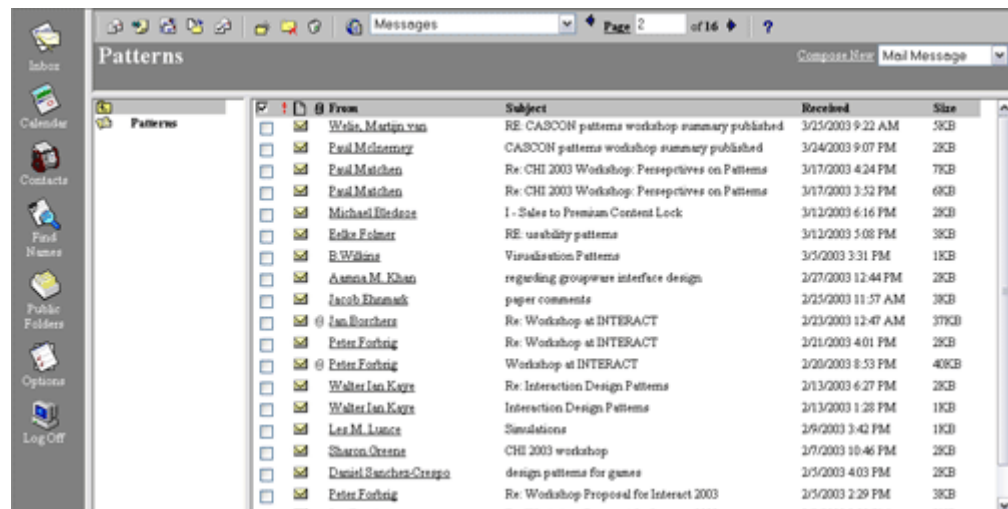 Messages Page 2 of 16 ?
Patterns
Compose New Mail Message
Inbox
Calendar
Contacts
Find Names
Public Folders
Options
Log Off
Patterns
! From Subject Received Size
Welie, Martijn van RE: CASCON patterns workshop summary published 3/25/2003 9:22 AM 5KB
Paul McInerney CASCON patterns workshop summary published 3/24/2003 9:07 PM 2KB
Paul Matchen Re: CHI 2003 Workshop: Persepctives on Patterns 3/17/2003 4:24 PM 7KB
Paul Matchen Re: CHI 2003 Workshop: Persepctives on Patterns 3/17/2003 3:52 PM 6KB
Michael Bledsoe I - Sales to Premium Content Lock 3/12/2003 6:16 PM 2KB
Eelke Folmer RE: usability patterns 3/12/2003 5:08 PM 3KB
B.Wilkins Visualisation Patterns 3/5/2003 3:31 PM 1KB
Aamna M. Khan regarding groupware interface design 2/27/2003 12:44 PM 2KB
Jacob Ehnmark paper comments 2/25/2003 11:57 AM 3KB
Jan Borchers Re: Workshop at INTERACT 2/23/2003 12:47 AM 37KB
Peter Forbrig Re: Workshop at INTERACT 2/21/2003 4:01 PM 2KB
Peter Forbrig Workshop at INTERACT 2/20/2003 8:53 PM 40KB
Walter Ian Kaye Re: Interaction Design Patterns 2/13/2003 6:27 PM 2KB
Walter Ian Kaye Interaction Design Patterns 2/13/2003 1:28 PM 1KB
Les M. Lunce Simulations 2/9/2003 3:42 PM 1KB
Sharon Greene CHI 2003 workshop 2/7/2003 10:46 PM 2KB
Daniel Sanchez-Crespo design patterns for games 2/5/2003 4:03 PM 2KB
Peter Forbrig Re: Workshop Proposal for Interact 2003 2/5/2003 2:29 PM 3KB